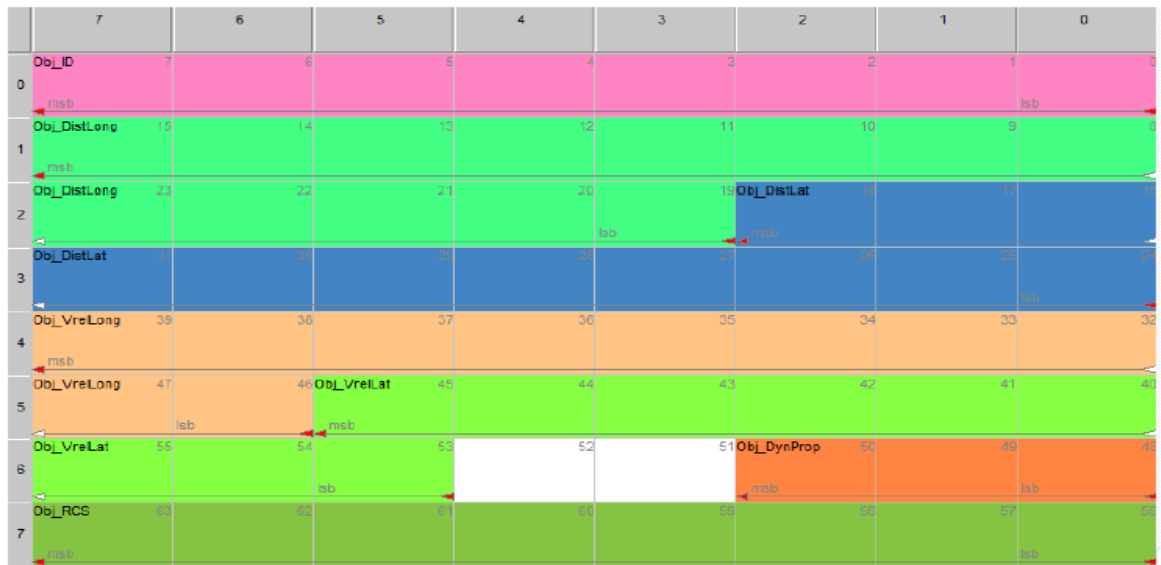 7 6 5 4 3 2 1 0
Obj_ID 7 6 5 4 3 2 1 0
0
msb lsb
Obj_DistLong 15 14 13 12 11 10 9 8
1
msb
Obj_DistLong 23 22 21 20 19 Obj_DistLat 18 17 16
2
lsb msb
Obj_DistLat 31 30 29 28 27 26 25 24
3
lsb
Obj_VrelLong 39 38 37 36 35 34 33 32
4
msb
Obj_VrelLong 47 46 Obj_VrelLat 45 44 43 42 41 40
5
lsb msb
Obj_VrelLat 55 54 53 52 51 Obj_DynProp 50 49 48
6
lsb msb lsb
Obj_RCS 63 62 61 60 59 58 57 56
7
msb lsb